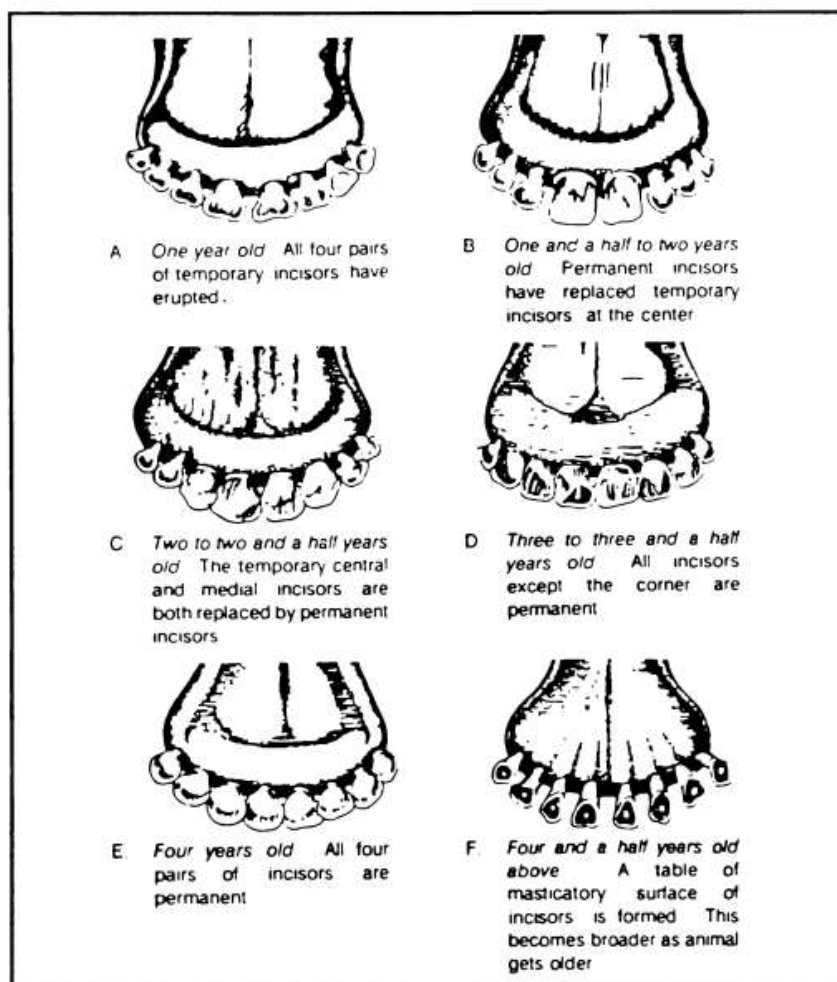 A One year old All four pairs
of temporary incisors have
erupted.
B One and a half to two years
old Permanent incisors
have replaced temporary
incisors at the center
C Two to two and a half years
old The temporary central
and medial incisors are
both replaced by permanent
incisors
D Three to three and a half
years old All incisors
except the corner are
permanent
E. Four years old All four
pairs of incisors are
permanent
F. Four and a half years old
above A table of
masticatory surface of
incisors is formed This
becomes broader as animal
gets older